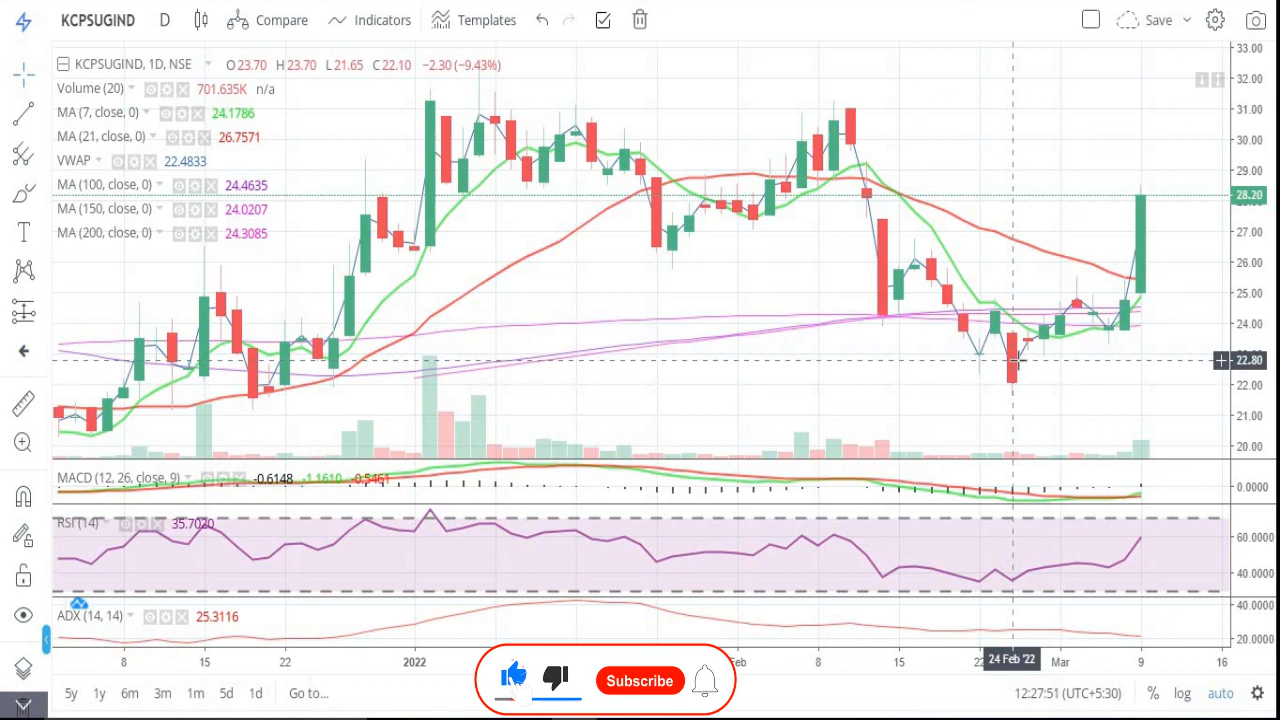 KCPSUGIND D Compare Indicators Templates Save
KCPSUGIND, 1D, NSE O23.70 H23.70 L21.65 C22.10 −2.30 (−9.43%)
Volume (20) 701.635K n/a
MA (7, close, 0) 24.1786
MA (21, close, 0) 26.7571
VWAP 22.4833
MA (100, close, 0) 24.4635
MA (150, close, 0) 24.0207
MA (200, close, 0) 24.3085
33.00
32.00
31.00
30.00
29.00
28.20
27.00
26.00
25.00
24.00
22.80
22.00
21.00
20.00
MACD (12, 26, close, 9) -0.6148 -1.1610 -0.5461
0.0000
RSI (14) 35.7020
60.0000
40.0000
ADX (14, 14) 25.3116
40.0000
20.0000
8 15 22 2022 Feb 8 15 22 24 Feb '22 Mar 9 16
Subscribe
5y 1y 6m 3m 1m 5d 1d Go to... 12:27:51 (UTC+5:30) % log auto